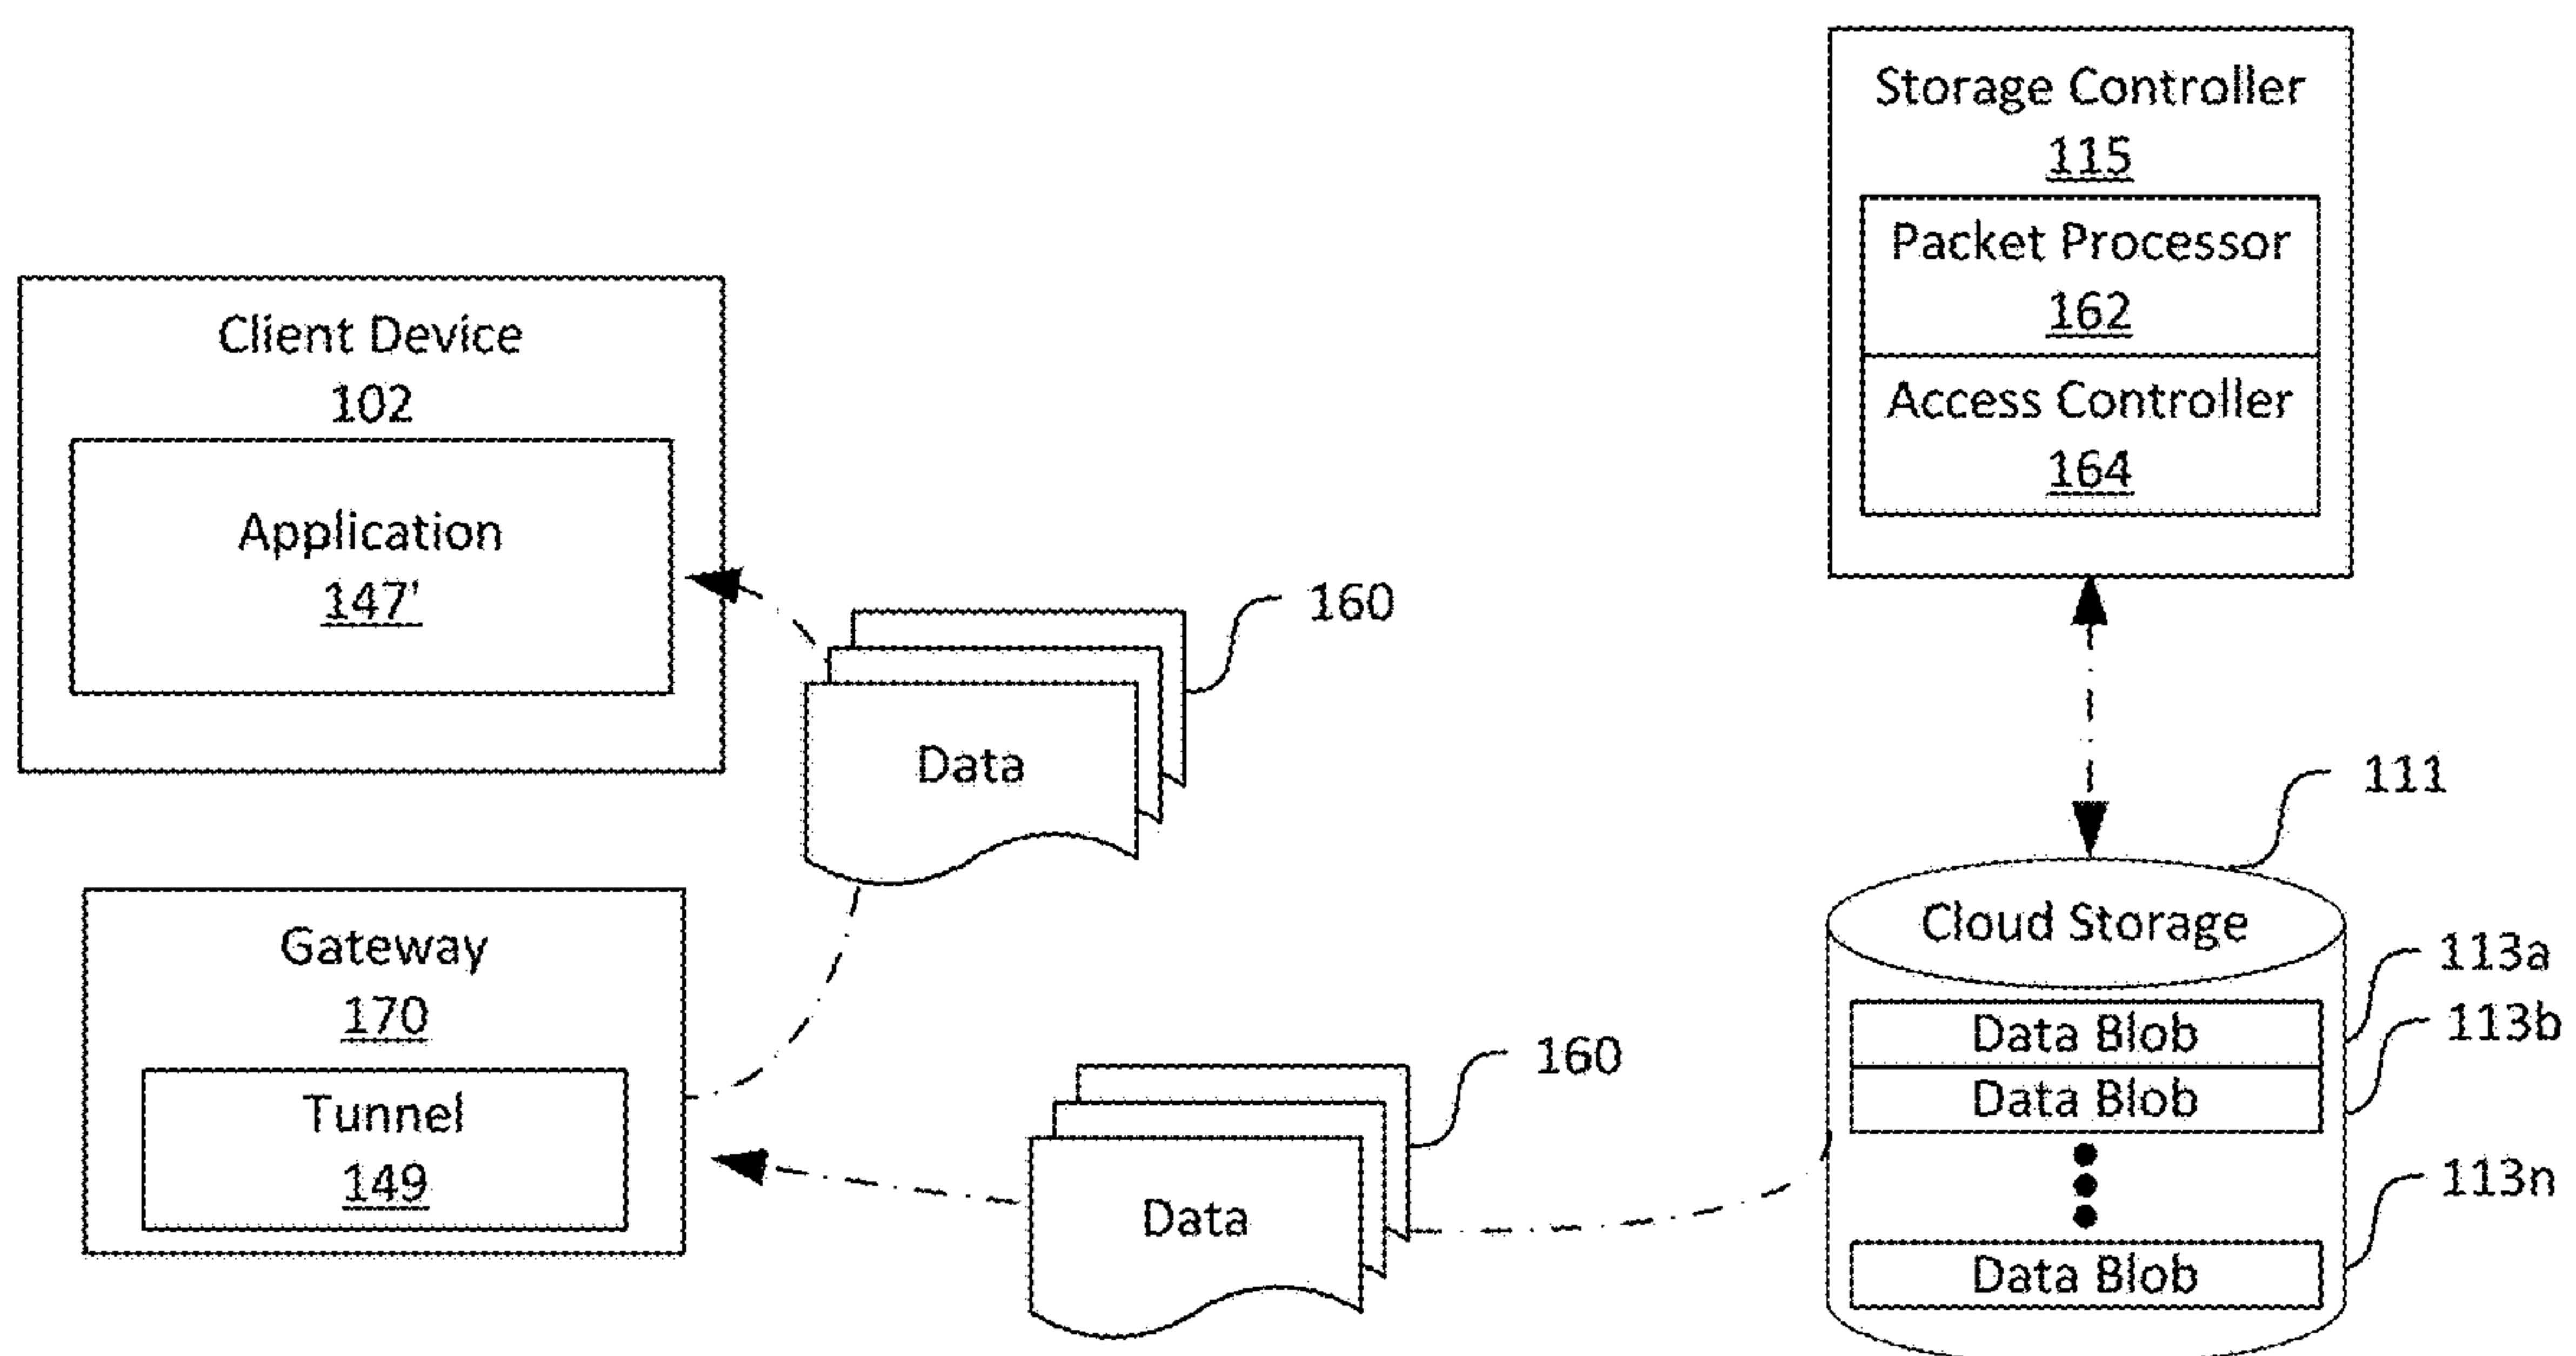 Storage Controller
115
Packet Processor
162
Access Controller
164
Client Device
102
Application
147'
160
Data
111
Cloud Storage
113a
Data Blob
113b
Data Blob
113n
Data Blob
Gateway
170
Tunnel
149
160
Data